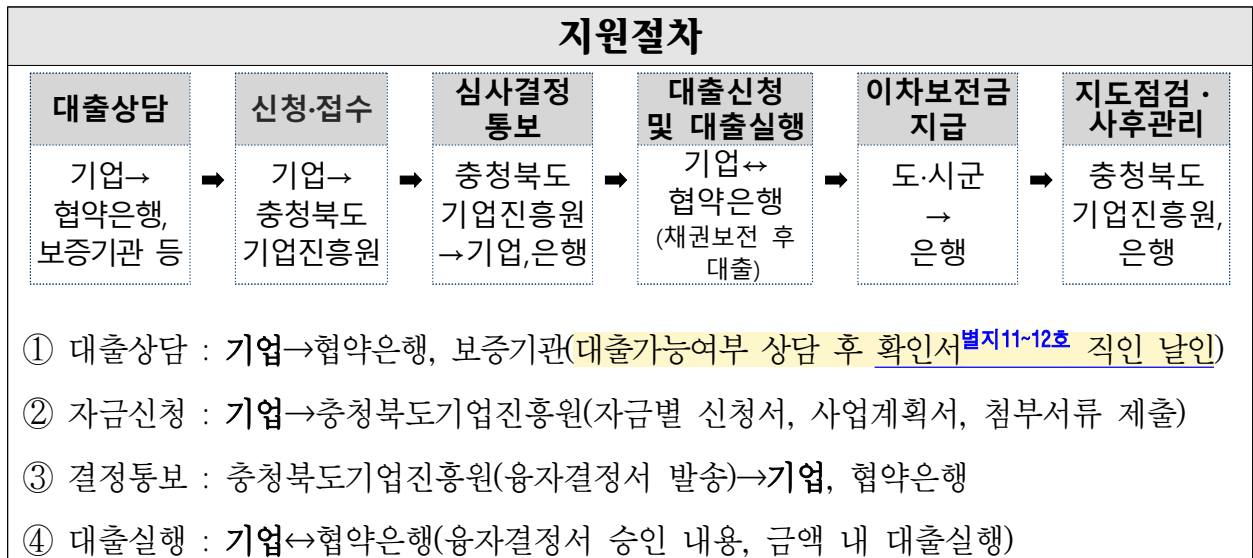 지원절차
대출상담
기업→
협약은행,
보증기관 등
➡
신청·접수
기업→
충청북도
기업진흥원
➡
심사결정
통보
충청북도
기업진흥원
→기업,은행
➡
대출신청
및 대출실행
기업↔
협약은행
(채권보전 후
대출)
➡
이차보전금
지급
도·시군
→
은행
➡
지도점검·
사후관리
충청북도
기업진흥원,
은행
① 대출상담 : 기업→협약은행, 보증기관(대출가능여부 상담 후 확인서별지11~12호 직인 날인)
② 자금신청 : 기업→충청북도기업진흥원(자금별 신청서, 사업계획서, 첨부서류 제출)
③ 결정통보 : 충청북도기업진흥원(융자결정서 발송)→기업, 협약은행
④ 대출실행 : 기업↔협약은행(융자결정서 승인 내용, 금액 내 대출실행)